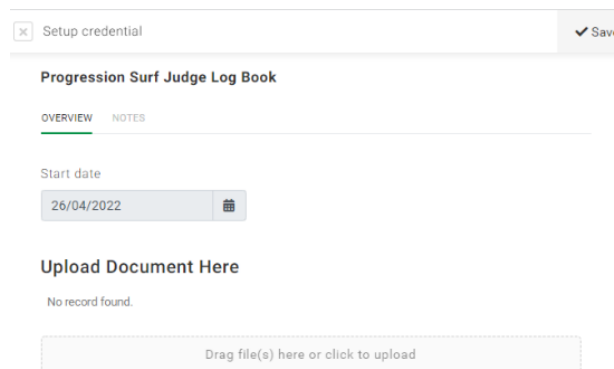 Setup credential
Save
Progression Surf Judge Log Book
OVERVIEW NOTES
Start date
26/04/2022
Upload Document Here
No record found.
Drag file(s) here or click to upload